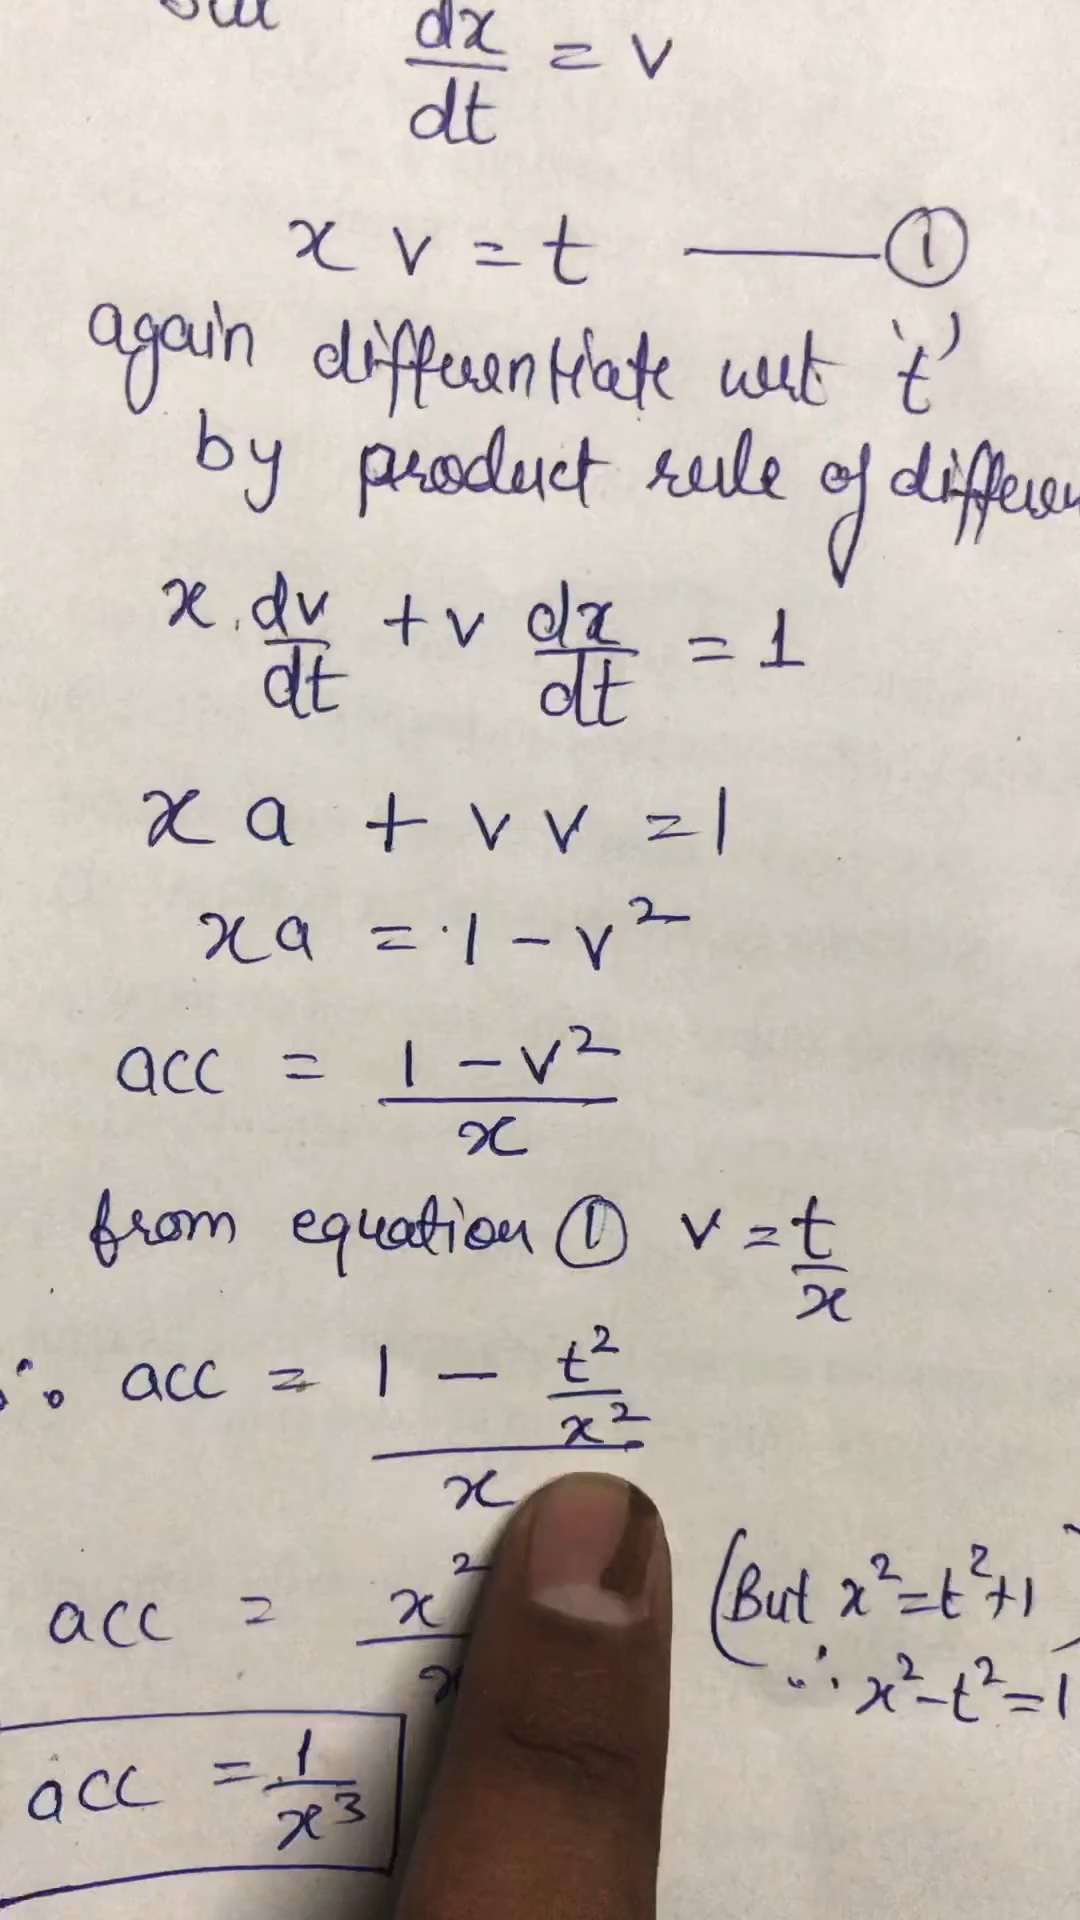 dx/dt = v
x v = t ——— ①
again differentiate wrt 't'
by product rule of
x. dv/dt + v dx/dt = 1
x a + v v = 1
x a = 1 - v²
acc = (1 - v²)/x
from equation ① v = t/x
∴ acc = (1 - t²/x²)/x
acc = x² (But x² = t²+1)
∴ x² - t² = 1
acc = 1/x³